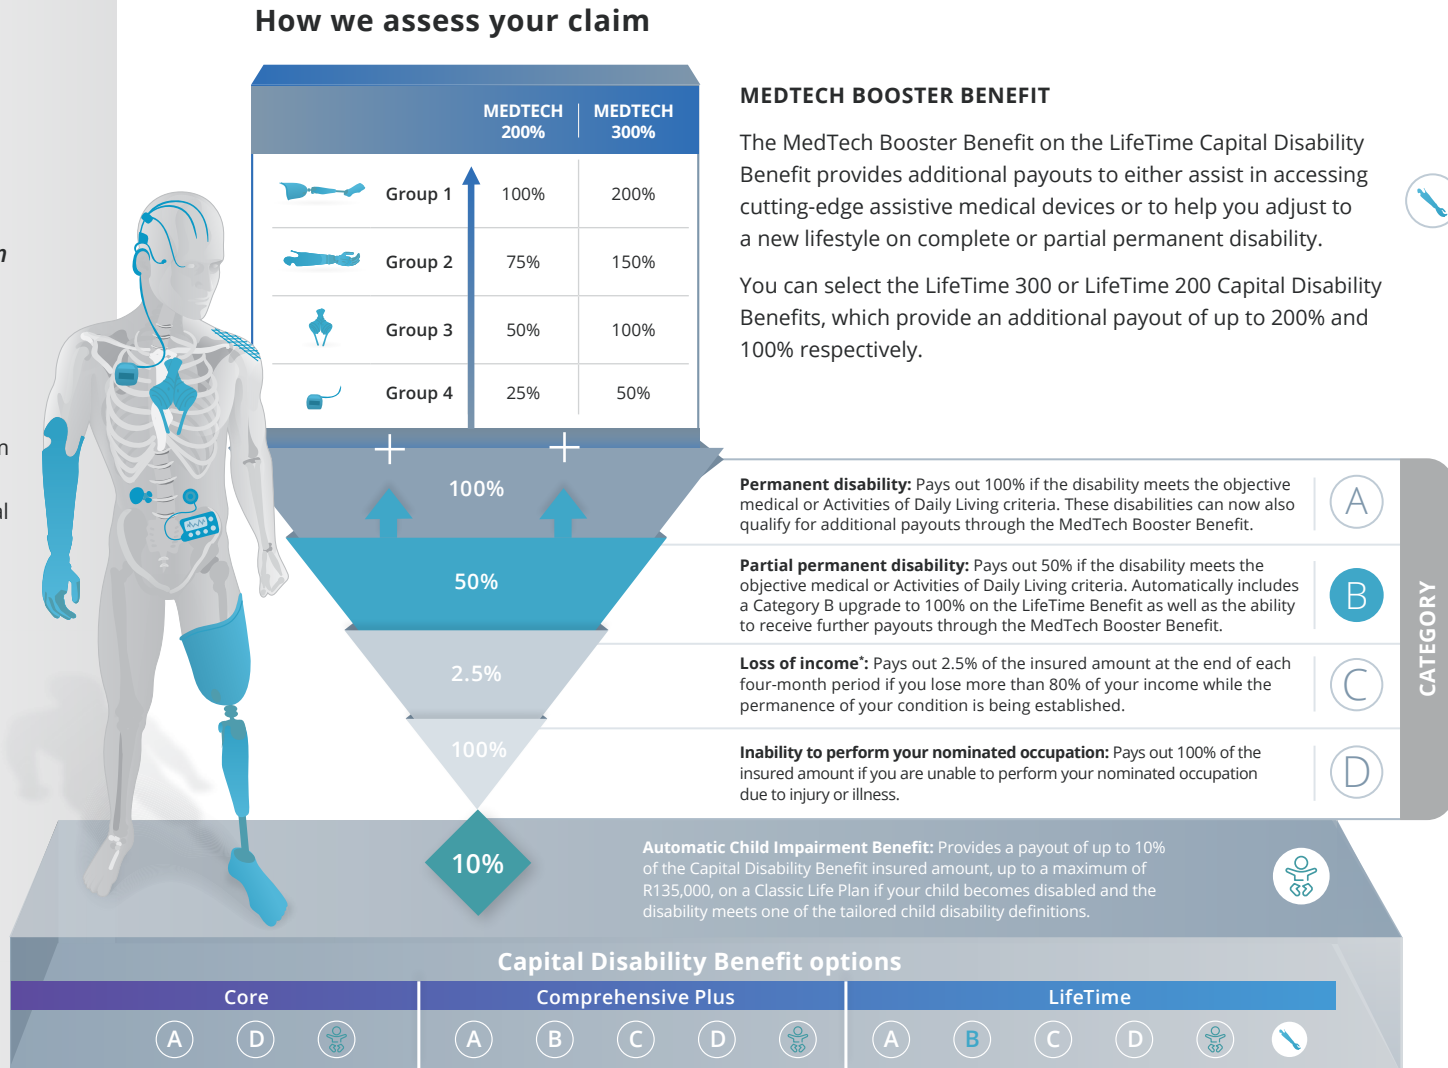 How we assess your claim
MEDTECH 200%
MEDTECH 300%
Group 1 100% 200%
Group 2 75% 150%
Group 3 50% 100%
Group 4 25% 50%
MEDTECH BOOSTER BENEFIT
The MedTech Booster Benefit on the LifeTime Capital Disability
Benefit provides additional payouts to either assist in accessing
cutting-edge assistive medical devices or to help you adjust to
a new lifestyle on complete or partial permanent disability.
You can select the LifeTime 300 or LifeTime 200 Capital Disability
Benefits, which provide an additional payout of up to 200% and
100% respectively.
n
n
al
100%
Permanent disability: Pays out 100% if the disability meets the objective
medical or Activities of Daily Living criteria. These disabilities can now also
qualify for additional payouts through the MedTech Booster Benefit.
A
50%
Partial permanent disability: Pays out 50% if the disability meets the
objective medical or Activities of Daily Living criteria. Automatically includes
a Category B upgrade to 100% on the LifeTime Benefit as well as the ability
to receive further payouts through the MedTech Booster Benefit.
B
2.5%
Loss of income*: Pays out 2.5% of the insured amount at the end of each
four-month period if you lose more than 80% of your income while the
permanence of your condition is being established.
C
100%
Inability to perform your nominated occupation: Pays out 100% of the
insured amount if you are unable to perform your nominated occupation
due to injury or illness.
D
CATEGORY
10%
Automatic Child Impairment Benefit: Provides a payout of up to 10%
of the Capital Disability Benefit insured amount, up to a maximum of
R135,000, on a Classic Life Plan if your child becomes disabled and the
disability meets one of the tailored child disability definitions.
Capital Disability Benefit options
Core Comprehensive Plus LifeTime
A D A B C D A B C D